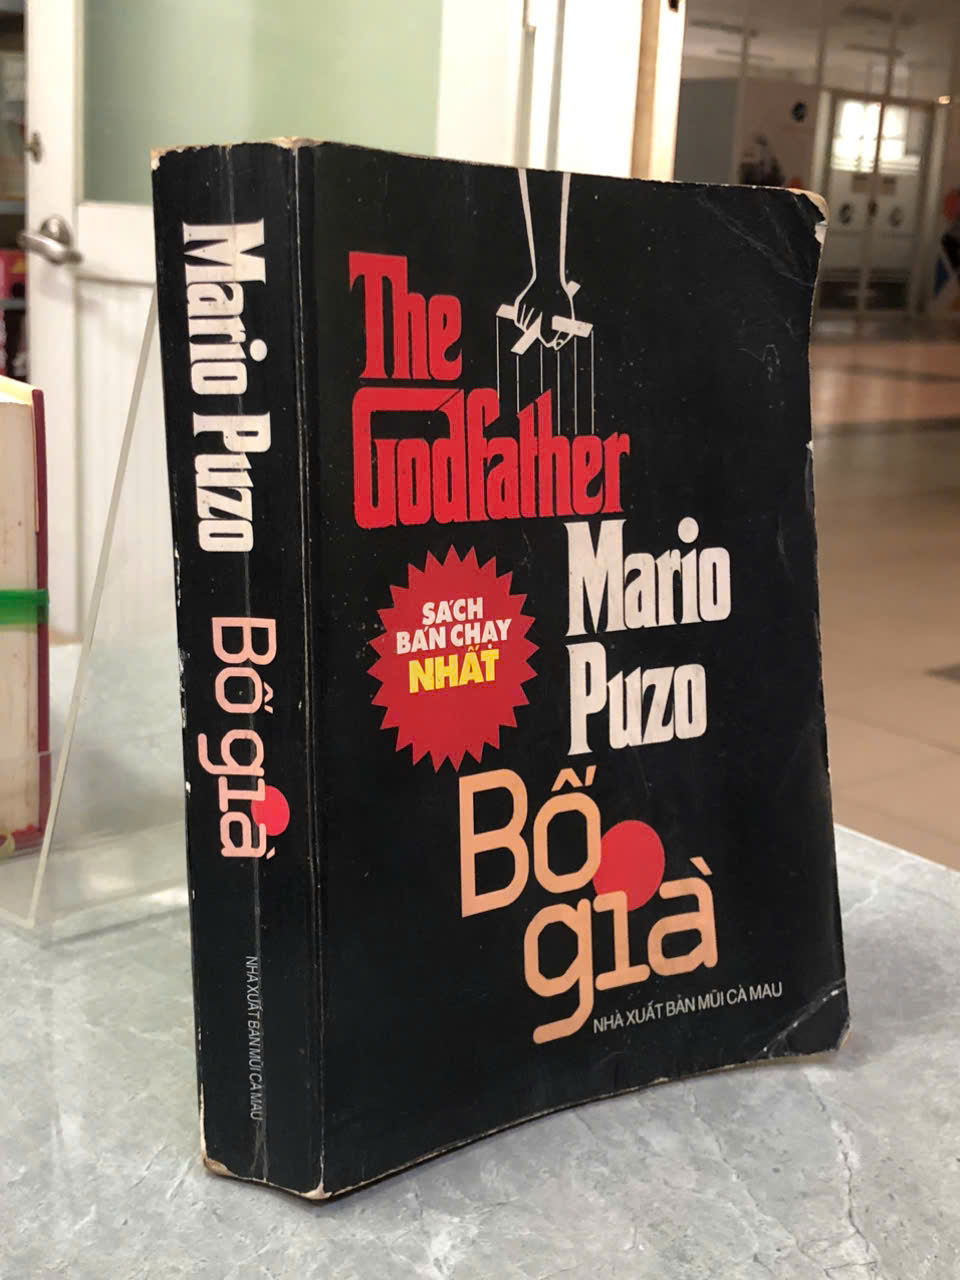 Mario Puzo
Bố già
NHÀ XUẤT BẢN MŨI CÀ MAU
The
Godfather
Mario
Puzo
SÁCH
BÁN CHẠY
NHẤT
Bố
già
NHÀ XUẤT BẢN MŨI CÀ MAU